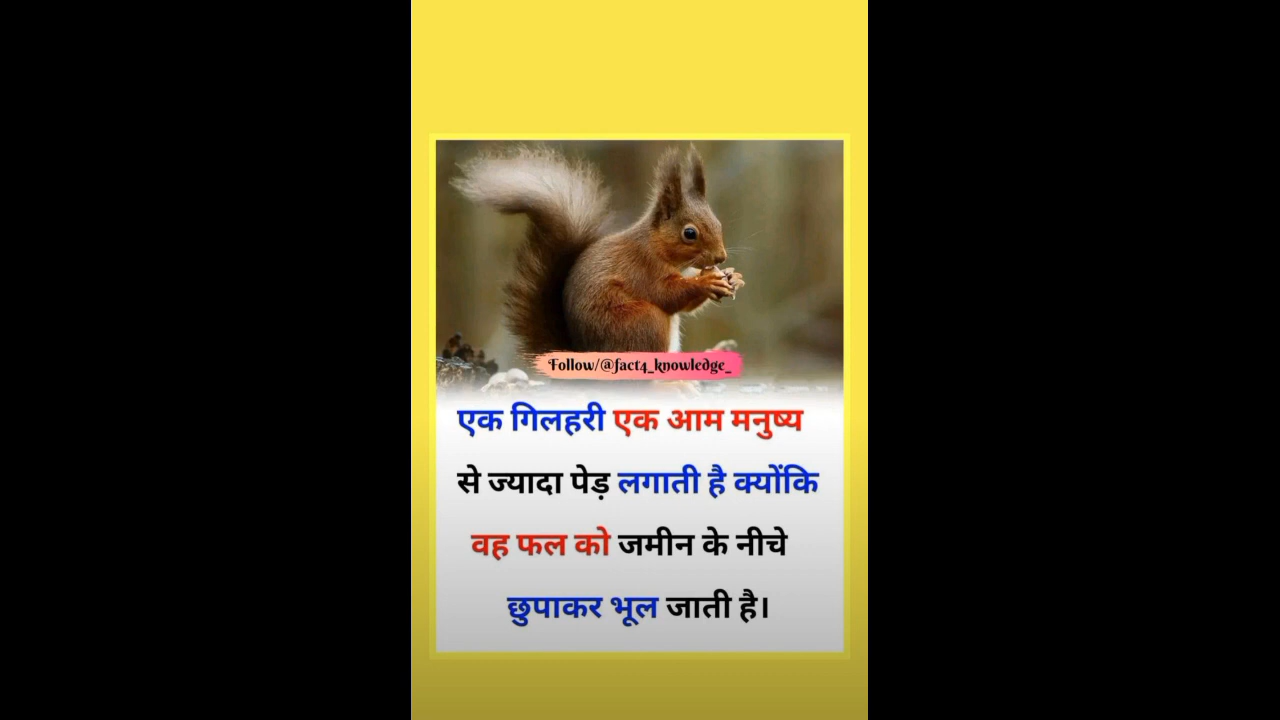 Follow/@fact4_knowledge_
एक गिलहरी एक आम मनुष्य
से ज्यादा पेड़ लगाती है क्योंकि
वह फल को जमीन के नीचे
छुपाकर भूल जाती है।